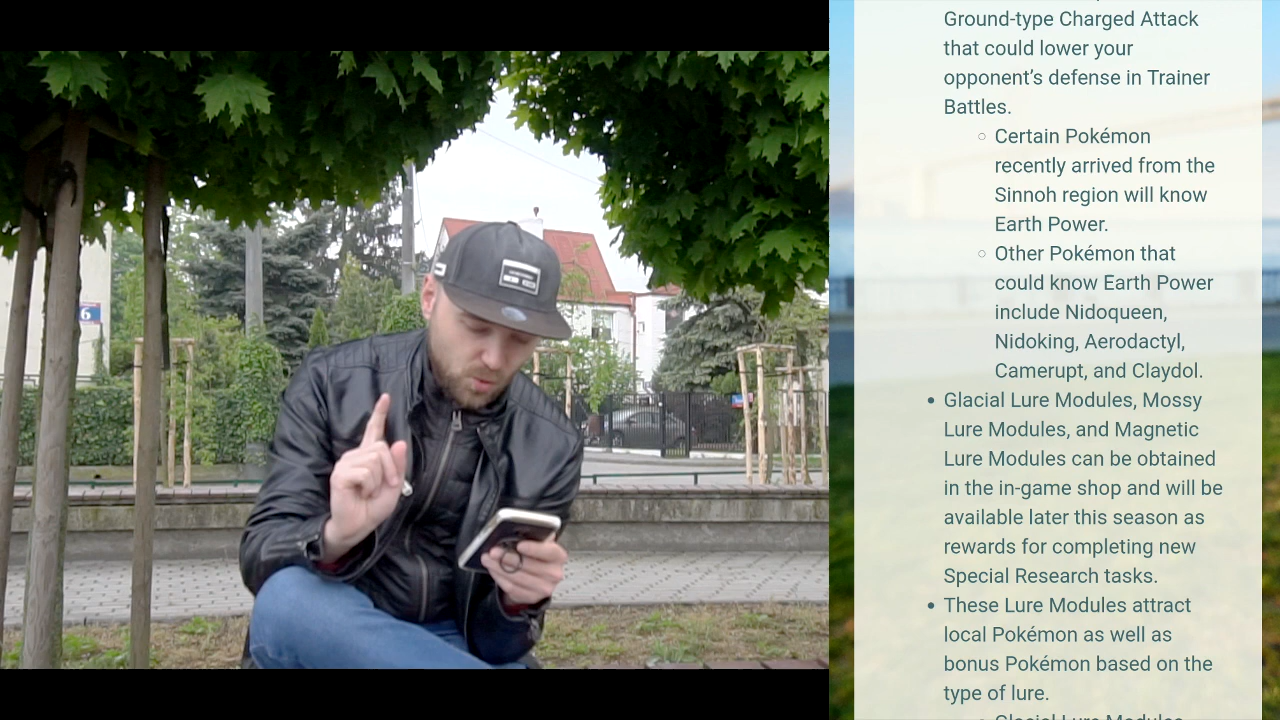 6
Ground-type Charged Attack
that could lower your
opponent’s defense in Trainer
Battles.
○ Certain Pokémon
recently arrived from the
Sinnoh region will know
Earth Power.
○ Other Pokémon that
could know Earth Power
include Nidoqueen,
Nidoking, Aerodactyl,
Camerupt, and Claydol.
• Glacial Lure Modules, Mossy
Lure Modules, and Magnetic
Lure Modules can be obtained
in the in-game shop and will be
available later this season as
rewards for completing new
Special Research tasks.
• These Lure Modules attract
local Pokémon as well as
bonus Pokémon based on the
type of lure.
○ Glacial Lure Modules